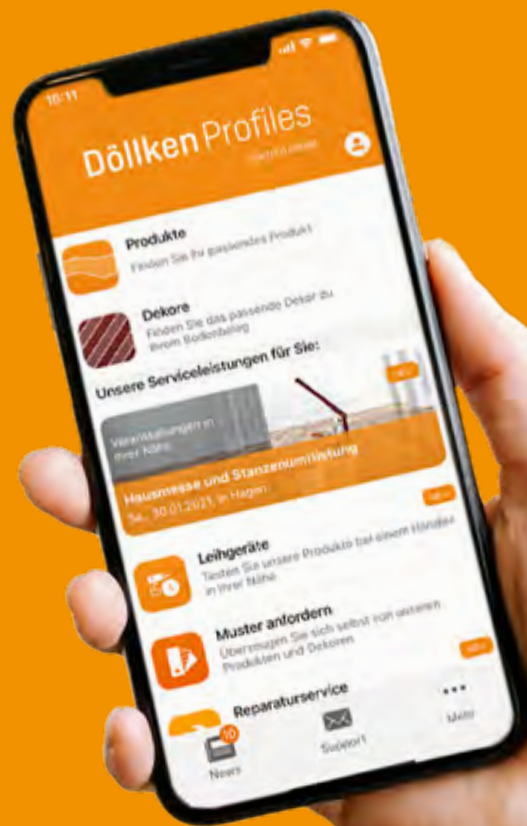 10:11
Döllken Profiles
Produkte
Finden Sie Ihr passendes Produkt
Dekore
Finden Sie das passende Dekor zu
Ihrem Bodenbelag
Unsere Serviceleistungen für Sie:
NEU
Veranstaltungen in
Ihrer Nähe
Hausmesse und Stanzenumrüstung
Sa., 30.01.2021, in Hagen
NEU
Leihgeräte
Testen Sie unsere Produkte bei einem Händler
in Ihrer Nähe
Muster anfordern
Überzeugen Sie sich selbst von unseren
Produkten und Dekoren
NEU
Reparaturservice
10
News
Support
Mehr